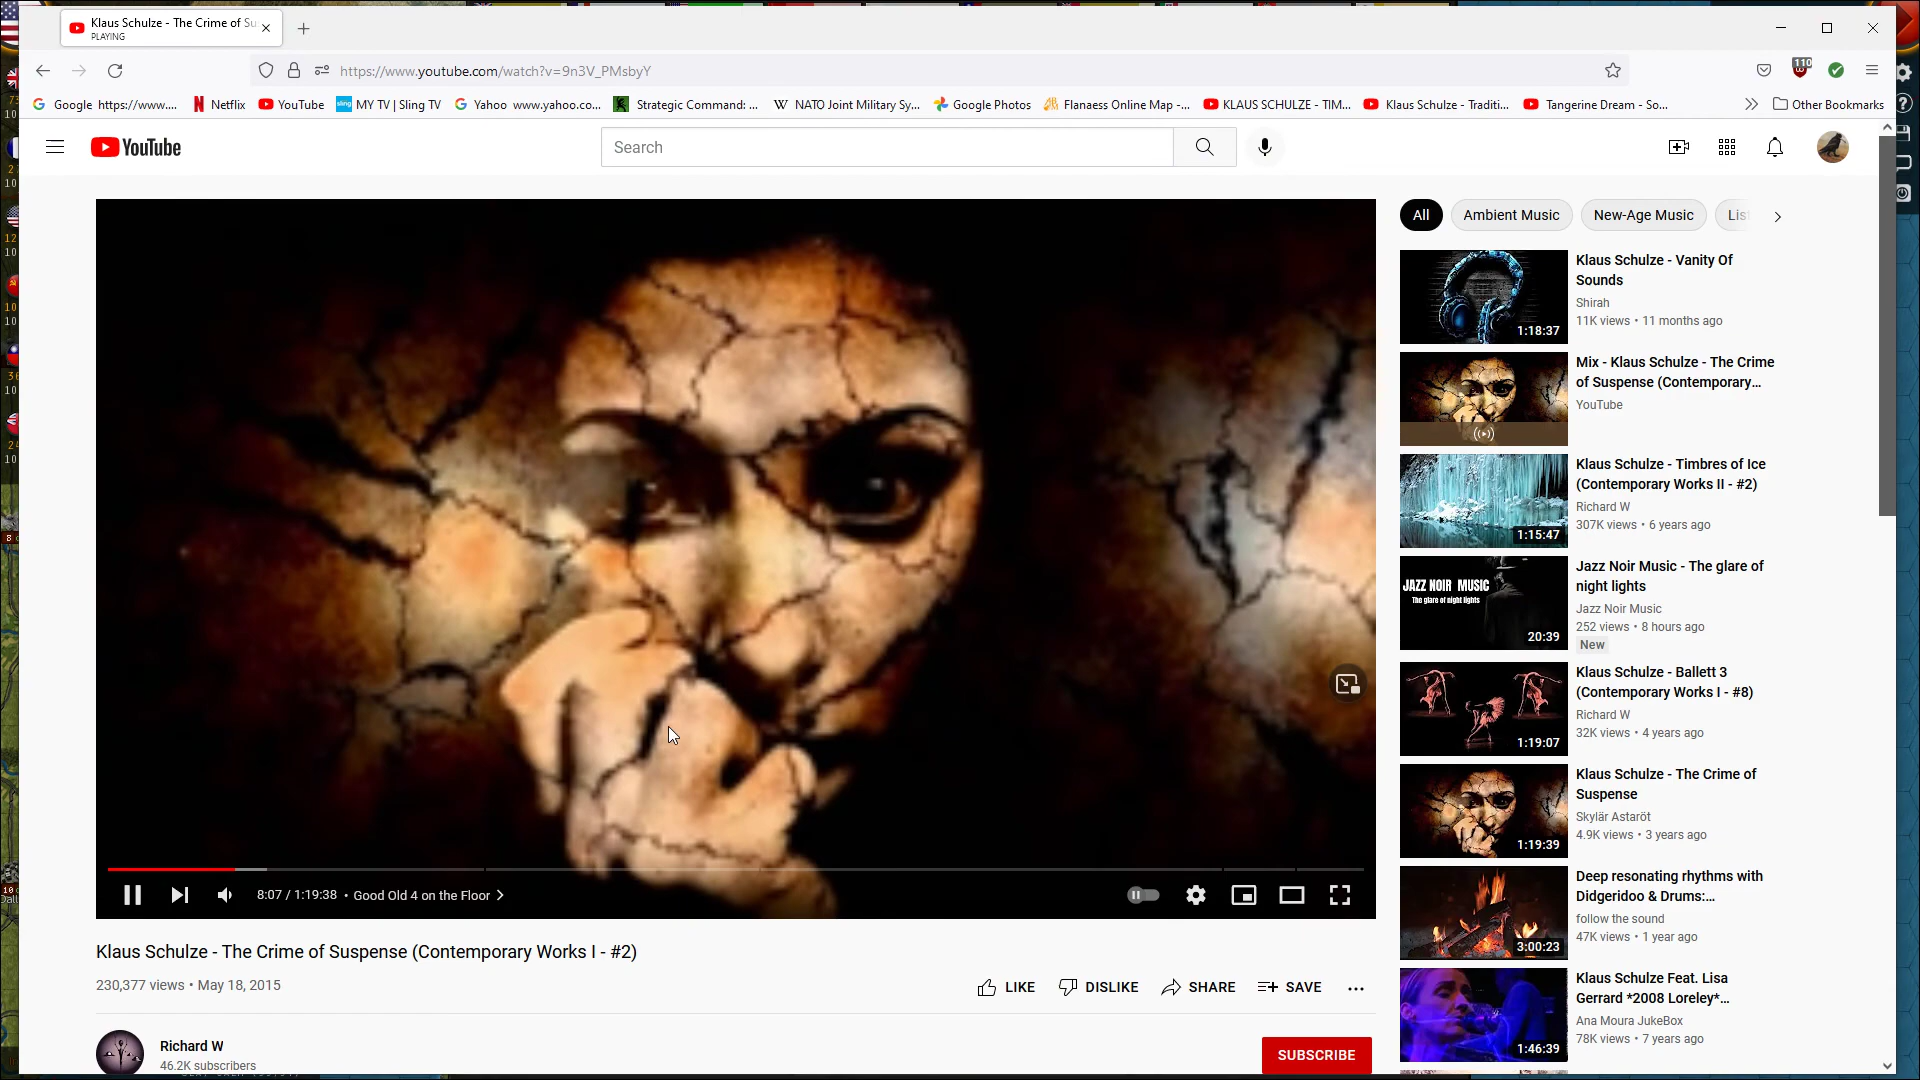 Klaus Schulze - The Crime of Su
PLAYING
https://www.youtube.com/watch?v=9n3V_PMsbyY
110
Google https://www....
Netflix
YouTube
sling MY TV | Sling TV
Yahoo www.yahoo.co...
Strategic Command: ...
W NATO Joint Military Sy...
Google Photos
Flanaess Online Map -...
KLAUS SCHULZE - TIM...
Klaus Schulze - Traditi...
Tangerine Dream - So...
Other Bookmarks
YouTube
Search
All
Ambient Music
New-Age Music
Lis
Klaus Schulze - Vanity Of
Sounds
Shirah
11K views • 11 months ago
1:18:37
Mix - Klaus Schulze - The Crime
of Suspense (Contemporary...
YouTube
Klaus Schulze - Timbres of Ice
(Contemporary Works II - #2)
Richard W
307K views • 6 years ago
1:15:47
JAZZ NOIR MUSIC
The glare of night lights
20:39
Jazz Noir Music - The glare of
night lights
Jazz Noir Music
252 views • 8 hours ago
New
Klaus Schulze - Ballett 3
(Contemporary Works I - #8)
Richard W
32K views • 4 years ago
1:19:07
Klaus Schulze - The Crime of
Suspense
Skylär Astaröt
4.9K views • 3 years ago
1:19:39
Deep resonating rhythms with
Didgeridoo & Drums:...
follow the sound
47K views • 1 year ago
3:00:23
Klaus Schulze Feat. Lisa
Gerrard *2008 Loreley*...
Ana Moura JukeBox
78K views • 7 years ago
1:46:39
8:07 / 1:19:38 • Good Old 4 on the Floor
Klaus Schulze - The Crime of Suspense (Contemporary Works I - #2)
230,377 views • May 18, 2015
LIKE
DISLIKE
SHARE
SAVE
Richard W
46.2K subscribers
SUBSCRIBE